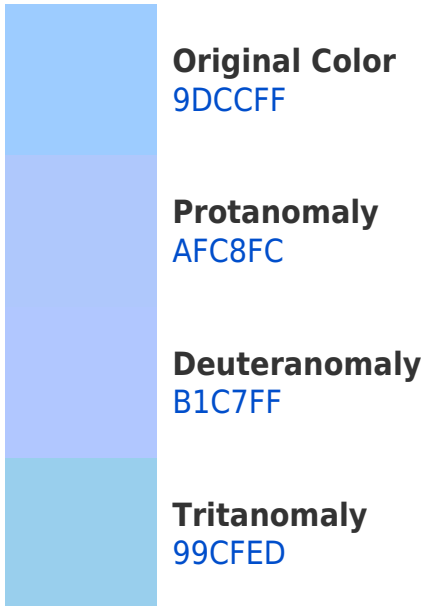 Original Color
9DCCFF
Protanomaly
AFC8FC
Deuteranomaly
B1C7FF
Tritanomaly
99CFED